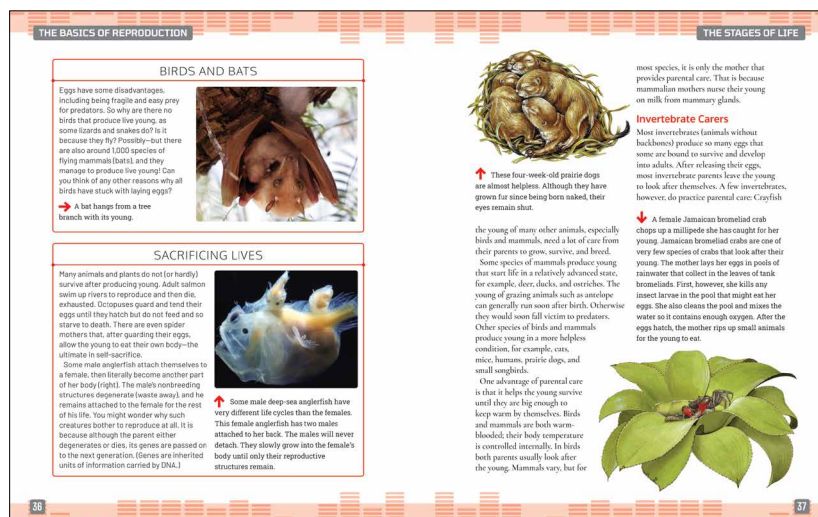 THE BASICS OF REPRODUCTION
BIRDS AND BATS
Eggs have some disadvantages,
including being fragile and easy prey
for predators. So why are there no
birds that produce live young, as
some lizards and snakes do? Is it
because they fly? Possibly—but there
are also around 1,000 species of
flying mammals (bats), and they
manage to produce live young! Can
you think of any other reasons why all
birds have stuck with laying eggs?
A bat hangs from a tree
branch with its young.
SACRIFICING LIVES
Many animals and plants do not (or hardly)
survive after producing young. Adult salmon
swim up rivers to reproduce and then die,
exhausted. Octopuses guard and tend their
eggs until they hatch but do not feed and so
starve to death. There are even spider
mothers that, after guarding their eggs,
allow the young to eat their own body—the
ultimate in self-sacrifice.
Some male anglerfish attach themselves to
a female, then literally become another part
of her body (right). The male's nonbreeding
structures degenerate (waste away), and he
remains attached to the female for the rest
of his life. You might wonder why such
creatures bother to reproduce at all. It is
because although the parent either
degenerates or dies, its genes are passed on
to the next generation. (Genes are inherited
units of information carried by DNA.)
Some male deep-sea anglerfish have
very different life cycles than the females.
This female anglerfish has two males
attached to her back. The males will never
detach. They slowly grow into the female's
body until only their reproductive
structures remain.
36
THE STAGES OF LIFE
These four-week-old prairie dogs
are almost helpless. Although they have
grown fur since being born naked, their
eyes remain shut.
the young of many other animals, especially
birds and mammals, need a lot of care from
their parents to grow, survive, and breed.
Some species of mammals produce young
that start life in a relatively advanced state,
for example, deer, ducks, and ostriches. The
young of grazing animals such as antelope
can generally run soon after birth. Otherwise
they would soon fall victim to predators.
Other species of birds and mammals
produce young in a more helpless
condition, for example, cats,
mice, humans, prairie dogs, and
small songbirds.
One advantage of parental care
is that it helps the young survive
until they are big enough to
keep warm by themselves. Birds
and mammals are both warm-
blooded; their body temperature
is controlled internally. In birds
both parents usually look after
the young. Mammals vary, but for
most species, it is only the mother that
provides parental care. That is because
mammalian mothers nurse their young
on milk from mammary glands.
Invertebrate Carers
Most invertebrates (animals without
backbones) produce so many eggs that
some are bound to survive and develop
into adults. After releasing their eggs,
most invertebrate parents leave the young
to look after themselves. A few invertebrates,
however, do practice parental care: Crayfish
A female Jamaican bromeliad crab
chops up a millipede she has caught for her
young. Jamaican bromeliad crabs are one of
very few species of crabs that look after their
young. The mother lays her eggs in pools of
rainwater that collect in the leaves of tank
bromeliads. First, however, she kills any
insect larvae in the pool that might eat her
eggs. She also cleans the pool and mixes the
water so it contains enough oxygen. After the
eggs hatch, the mother rips up small animals
for the young to eat.
37